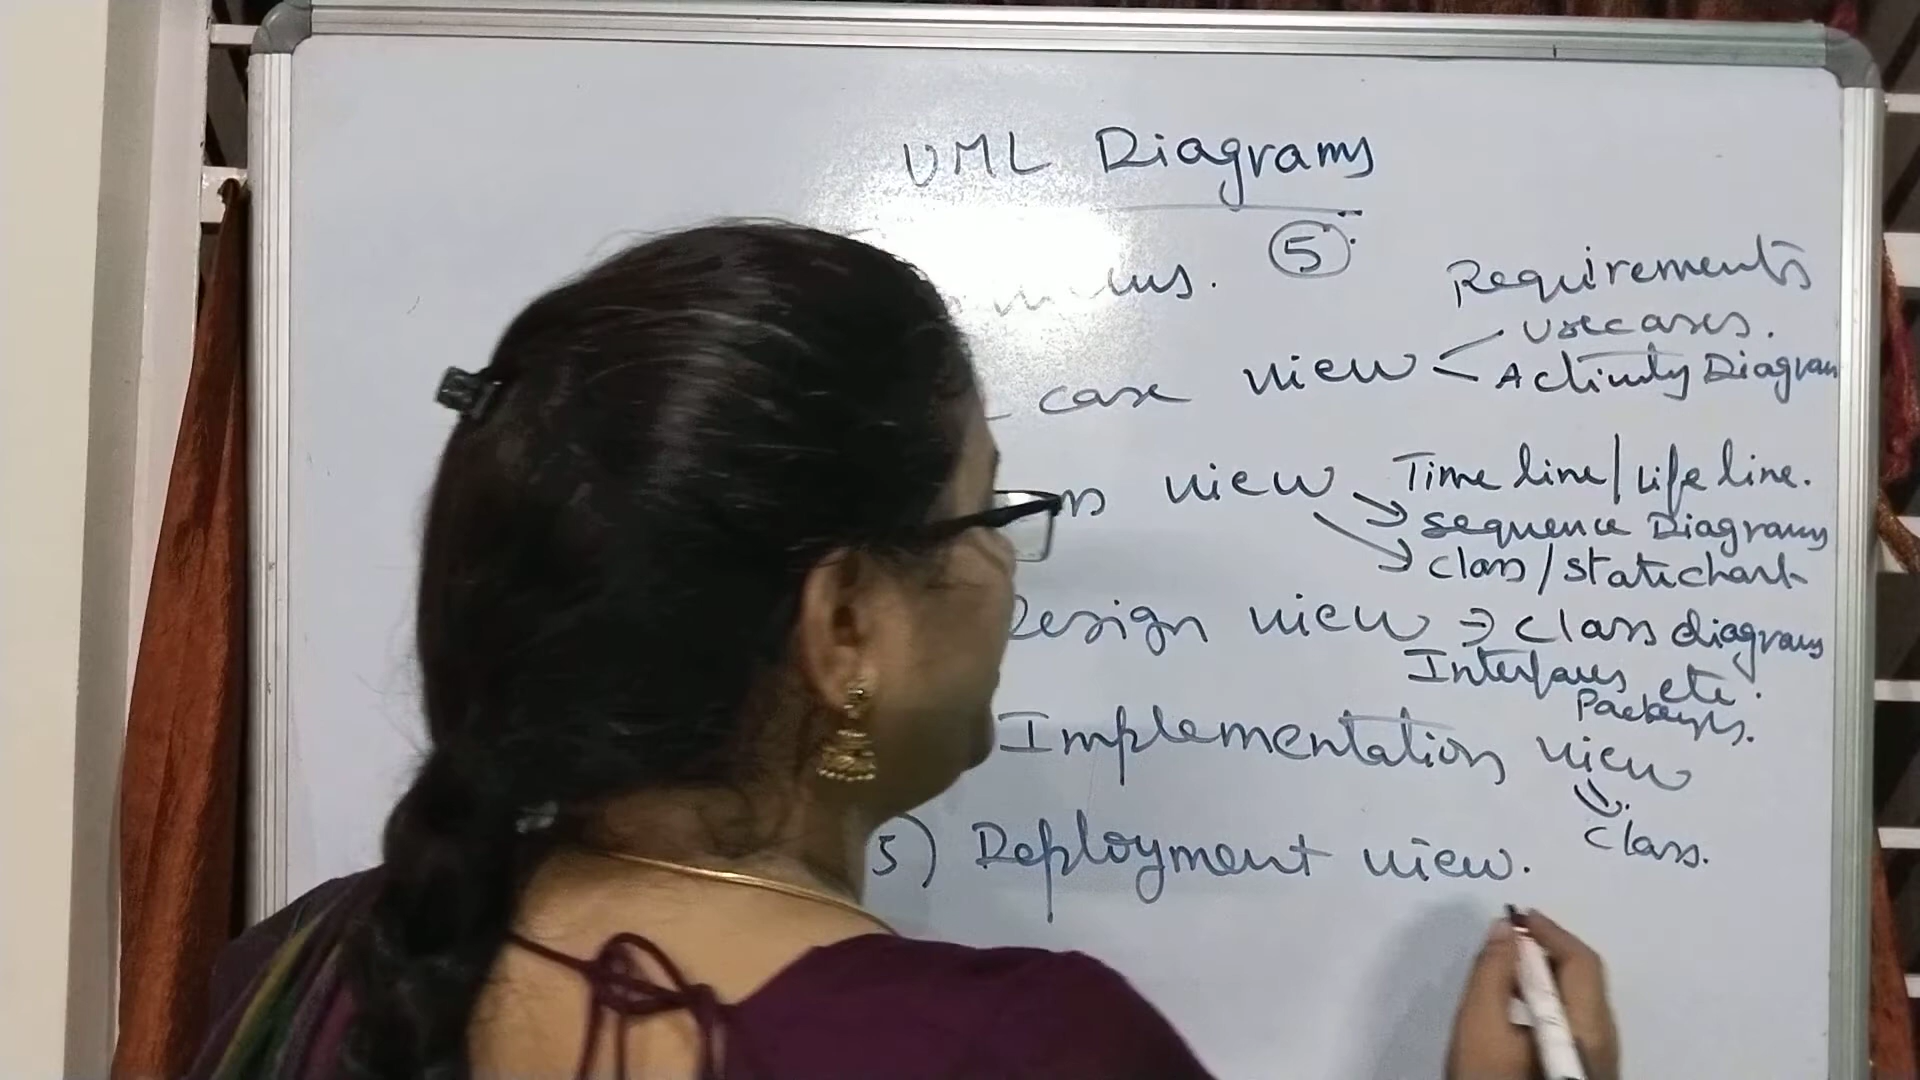 UML Diagrams
5
Requirements
usecases.
case view
Activity Diagram
Time line/Life line.
view
sequence Diagrams
class/statechart
Design view => class diagrams
Interfaces etc.
Packages.
Implementation view
class.
5) Deployment view.